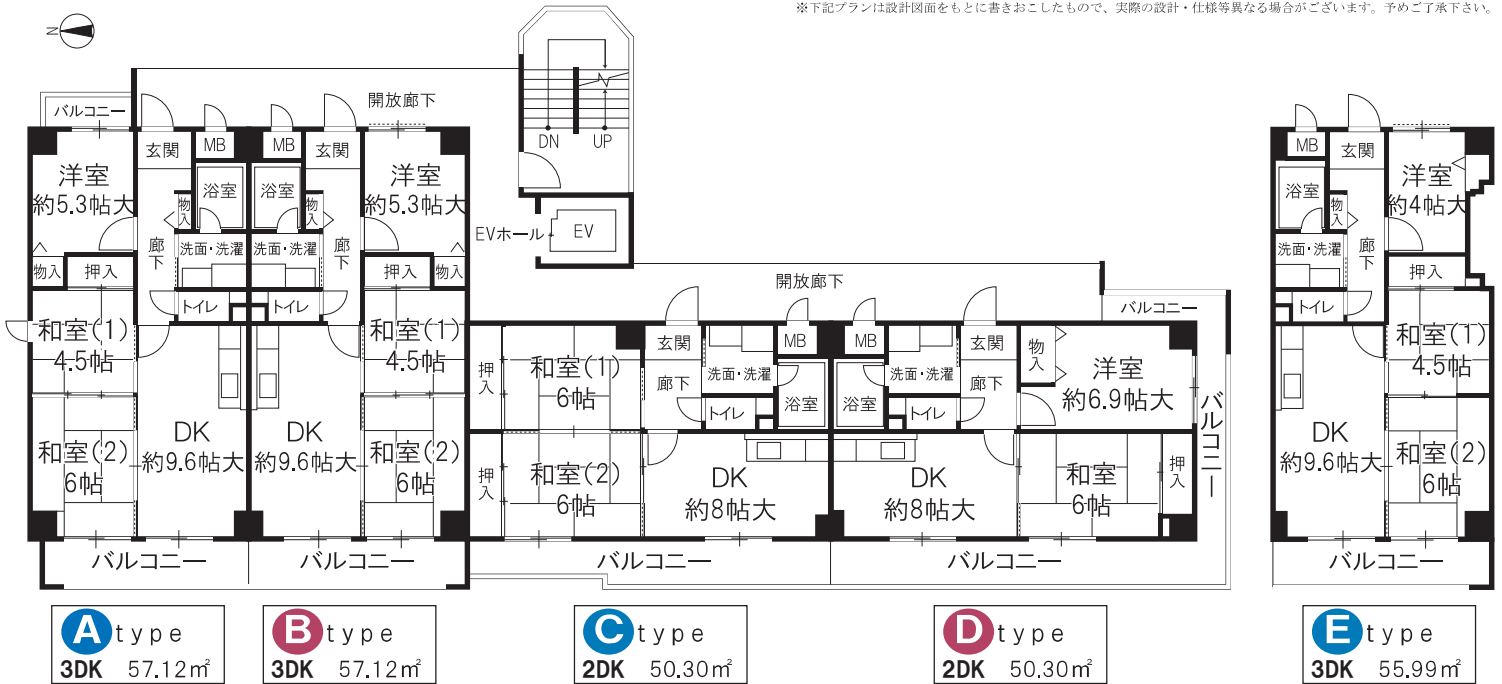 ※下記プランは設計図面をもとに書きおこしたもので、実際の設計・仕様等異なる場合がございます。予めご了承下さい。
N
バルコニー
開放廊下
玄関
MB
MB
玄関
洋室
約5.3帖大
浴室
浴室
洋室
約5.3帖大
物入
物入
廊下
洗面・洗濯
洗面・洗濯
廊下
物入
押入
押入
物入
トイレ
トイレ
和室(1)
4.5帖
和室(1)
4.5帖
DK
約9.6帖大
DK
約9.6帖大
和室(2)
6帖
和室(2)
6帖
バルコニー
バルコニー
DN
UP
EVホール
EV
開放廊下
バルコニー
押入
和室(1)
6帖
玄関
廊下
洗面・洗濯
トイレ
MB
浴室
MB
浴室
洗面・洗濯
トイレ
玄関
廊下
物入
洋室
約6.9帖大
バルコニー
押入
和室(2)
6帖
DK
約8帖大
DK
約8帖大
和室
6帖
押入
バルコニー
バルコニー
MB
玄関
浴室
物入
洋室
約4帖大
洗面・洗濯
廊下
押入
トイレ
和室(1)
4.5帖
DK
約9.6帖大
和室(2)
6帖
バルコニー
A type
3DK 57.12㎡
B type
3DK 57.12㎡
C type
2DK 50.30㎡
D type
2DK 50.30㎡
E type
3DK 55.99㎡